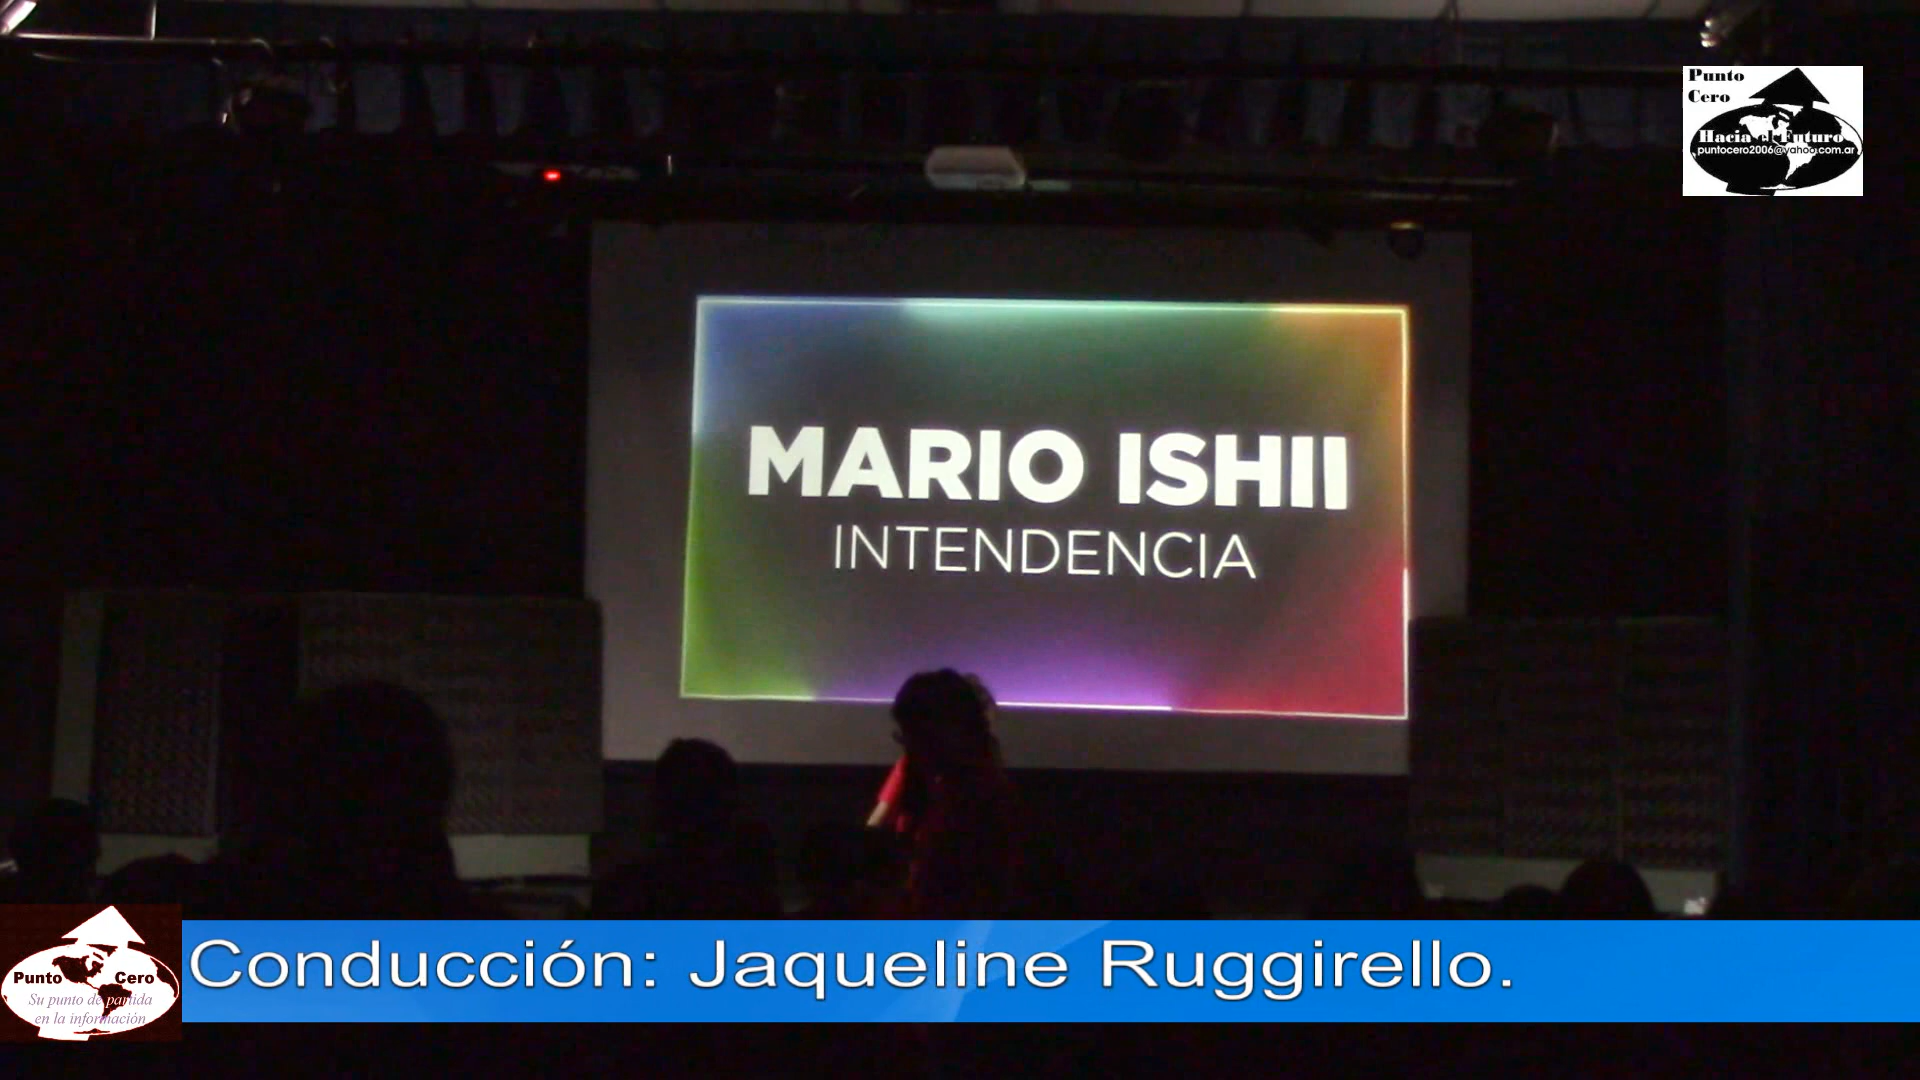 Punto
Cero
Hacia el Futuro
puntocero2006@yahoo.com.ar
MARIO ISHII
INTENDENCIA
Conducción: Jaqueline Ruggirello.
Punto Cero
Su punto de partida
en la información